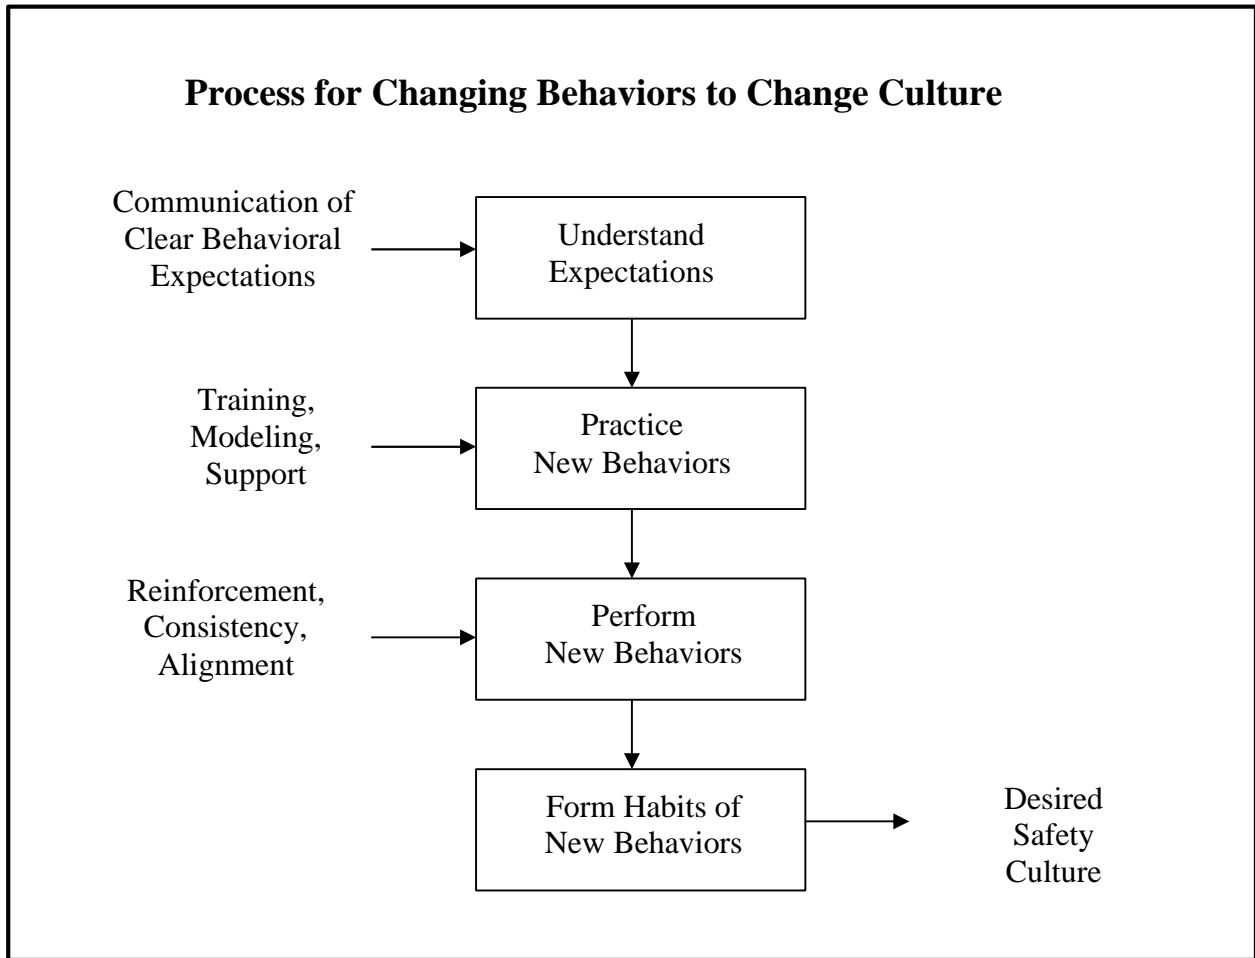 Process for Changing Behaviors to Change Culture
Communication of
Clear Behavioral
Expectations
Understand
Expectations
Training,
Modeling,
Support
Practice
New Behaviors
Reinforcement,
Consistency,
Alignment
Perform
New Behaviors
Form Habits of
New Behaviors
Desired
Safety
Culture